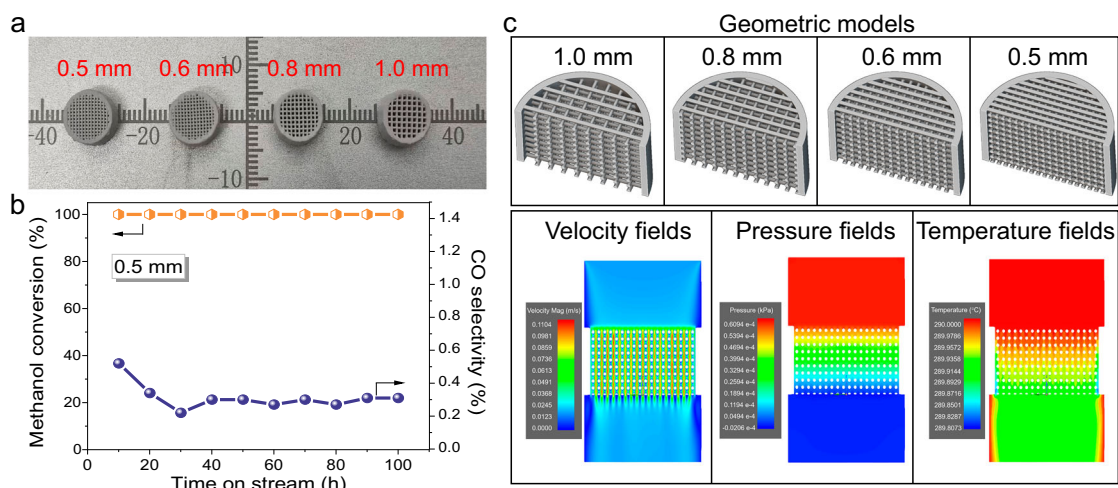 a
0.5 mm
0.6 mm
0.8 mm
1.0 mm
10
-40
-20
20
40
-10
b
Methanol conversion (%)
100
80
60
40
20
0
0.5 mm
1.4
1.2
1.0
0.8
0.6
0.4
0.2
0.0
CO selectivity (%)
0
20
40
60
80
100
Time on stream (h)
c
Geometric models
1.0 mm
0.8 mm
0.6 mm
0.5 mm
Velocity fields
Velocity Mag (m/s)
0.1104
0.0981
0.0859
0.0736
0.0613
0.0491
0.0368
0.0245
0.0123
0.0000
Pressure fields
Pressure (kPa)
0.6094 e-4
0.5394 e-4
0.4694 e-4
0.3994 e-4
0.3294 e-4
0.2594 e-4
0.1894 e-4
0.1194 e-4
0.0494 e-4
-0.0206 e-4
Temperature fields
Temperature (°C)
290.0000
289.9786
289.9572
289.9358
289.9144
289.8929
289.8716
289.8501
289.8287
289.8073